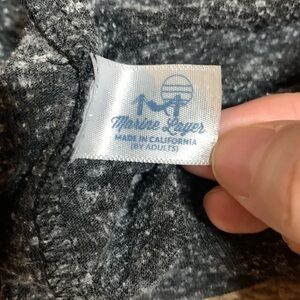 Marine Layer
MADE IN CALIFORNIA
(BY ADULTS)